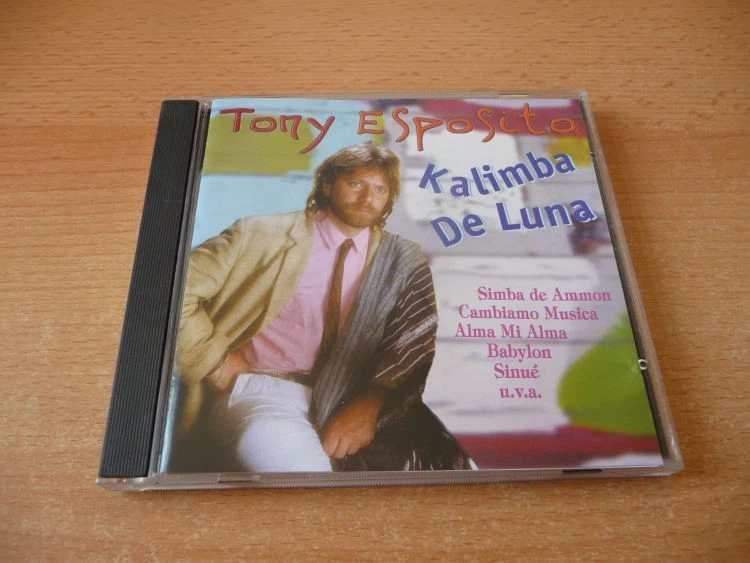 Tony Esposito
Kalimba
De Luna
Simba de Ammon
Cambiamo Musica
Alma Mi Alma
Babylon
Sinué
u.v.a.